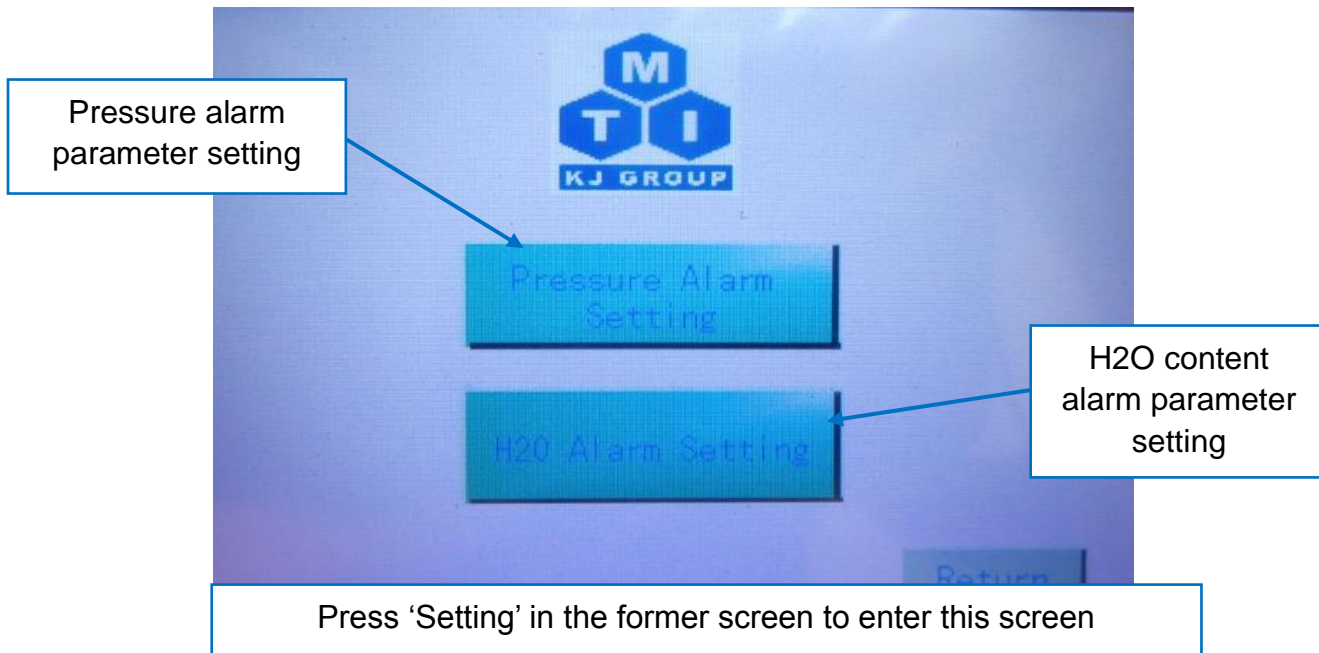 M
T I
KJ GROUP
Pressure alarm
parameter setting
Pressure Alarm
Setting
H2O content
alarm parameter
setting
H2O Alarm Setting
Return
Press ‘Setting’ in the former screen to enter this screen